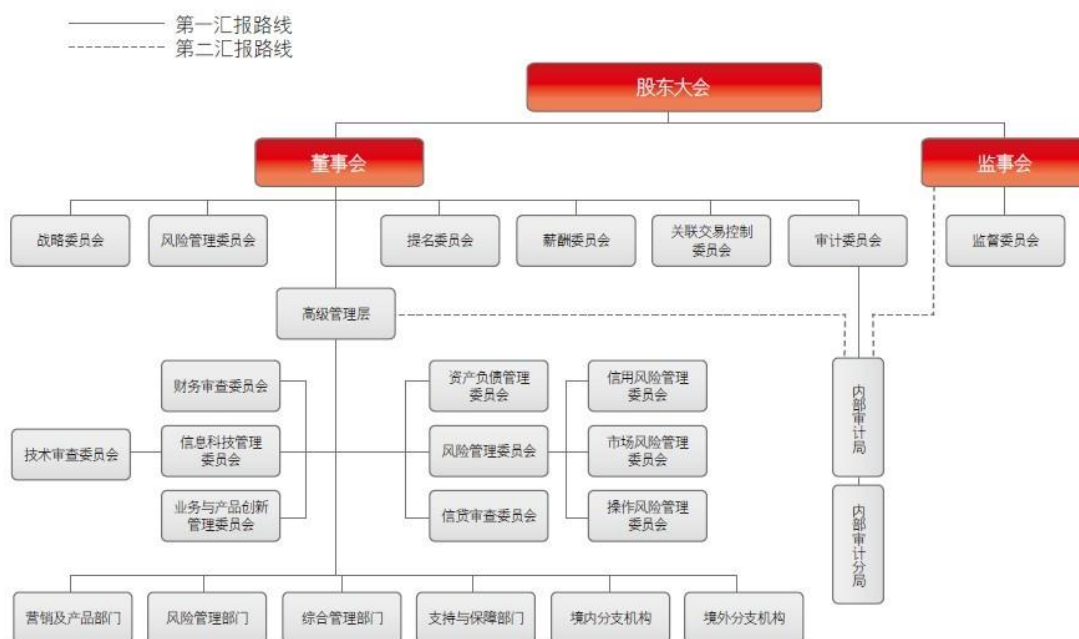 第一汇报路线
第二汇报路线
股东大会
董事会
监事会
战略委员会
风险管理委员会
提名委员会
薪酬委员会
关联交易控制
委员会
审计委员会
监督委员会
高级管理层
财务审查委员会
资产负债管理
委员会
信用风险管理
委员会
技术审查委员会
信息科技管理
委员会
风险管理委员会
市场风险管理
委员会
业务与产品创新
管理委员会
信贷审查委员会
操作风险管理
委员会
内部审计局
内部审计分局
营销及产品部门
风险管理部门
综合管理部门
支持与保障部门
境内分支机构
境外分支机构